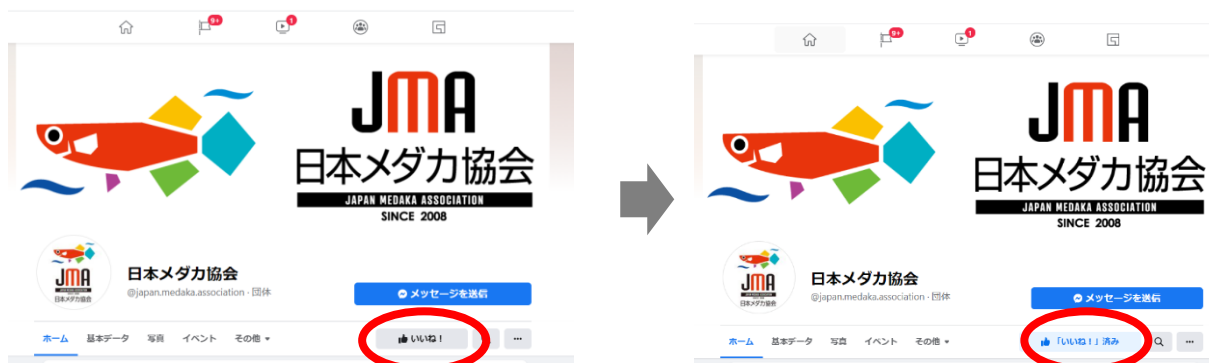 9+
1
JMA
日本メダカ協会
JAPAN MEDAKA ASSOCIATION
SINCE 2008
JMA
日本メダカ協会
日本メダカ協会
@japan.medaka.association · 団体
メッセージを送信
ホーム 基本データ 写真 イベント その他
いいね！
9+
1
JMA
日本メダカ協会
JAPAN MEDAKA ASSOCIATION
SINCE 2008
JMA
日本メダカ協会
日本メダカ協会
@japan.medaka.association · 団体
メッセージを送信
ホーム 基本データ 写真 イベント その他
「いいね！」済み